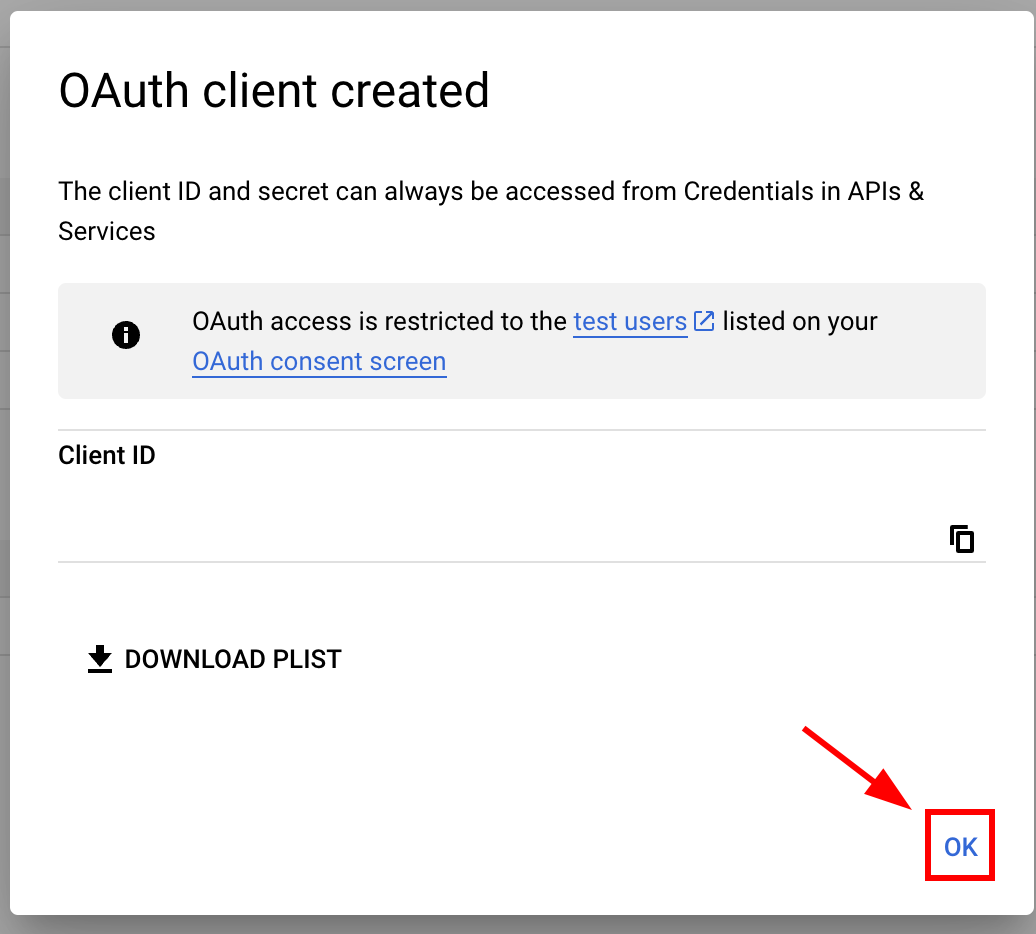 OAuth client created
The client ID and secret can always be accessed from Credentials in APIs &
Services
OAuth access is restricted to the test users listed on your
OAuth consent screen
Client ID
DOWNLOAD PLIST
OK